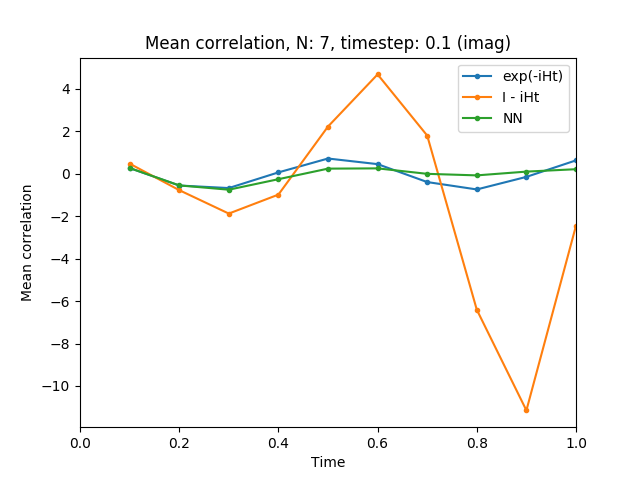 Mean correlation, N: 7, timestep: 0.1 (imag)
exp(-iHt)
I - iHt
NN
4
2
0
−2
−4
−6
−8
−10
Mean correlation
0.0 0.2 0.4 0.6 0.8 1.0
Time